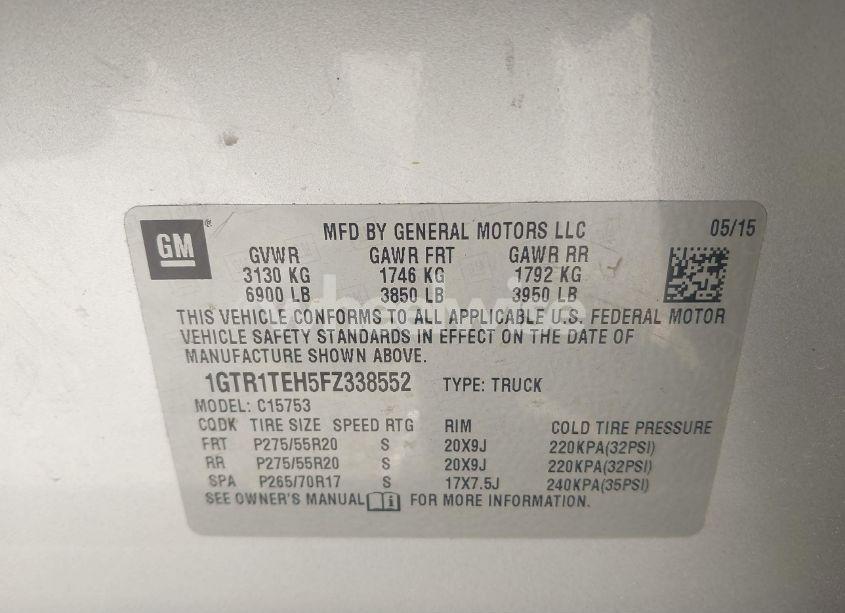 GM ® MFD BY GENERAL MOTORS LLC 05/15
GVWR GAWR FRT GAWR RR
3130 KG 1746 KG 1792 KG
6900 LB 3850 LB 3950 LB
THIS VEHICLE CONFORMS TO ALL APPLICABLE U.S. FEDERAL MOTOR
VEHICLE SAFETY STANDARDS IN EFFECT ON THE DATE OF
MANUFACTURE SHOWN ABOVE.
1GTR1TEH5FZ338552 TYPE: TRUCK
MODEL: C15753
CQDK TIRE SIZE SPEED RTG RIM COLD TIRE PRESSURE
FRT P275/55R20 S 20X9J 220KPA(32PSI)
RR P275/55R20 S 20X9J 220KPA(32PSI)
SPA P265/70R17 S 17X7.5J 240KPA(35PSI)
SEE OWNER'S MANUAL i FOR MORE INFORMATION.